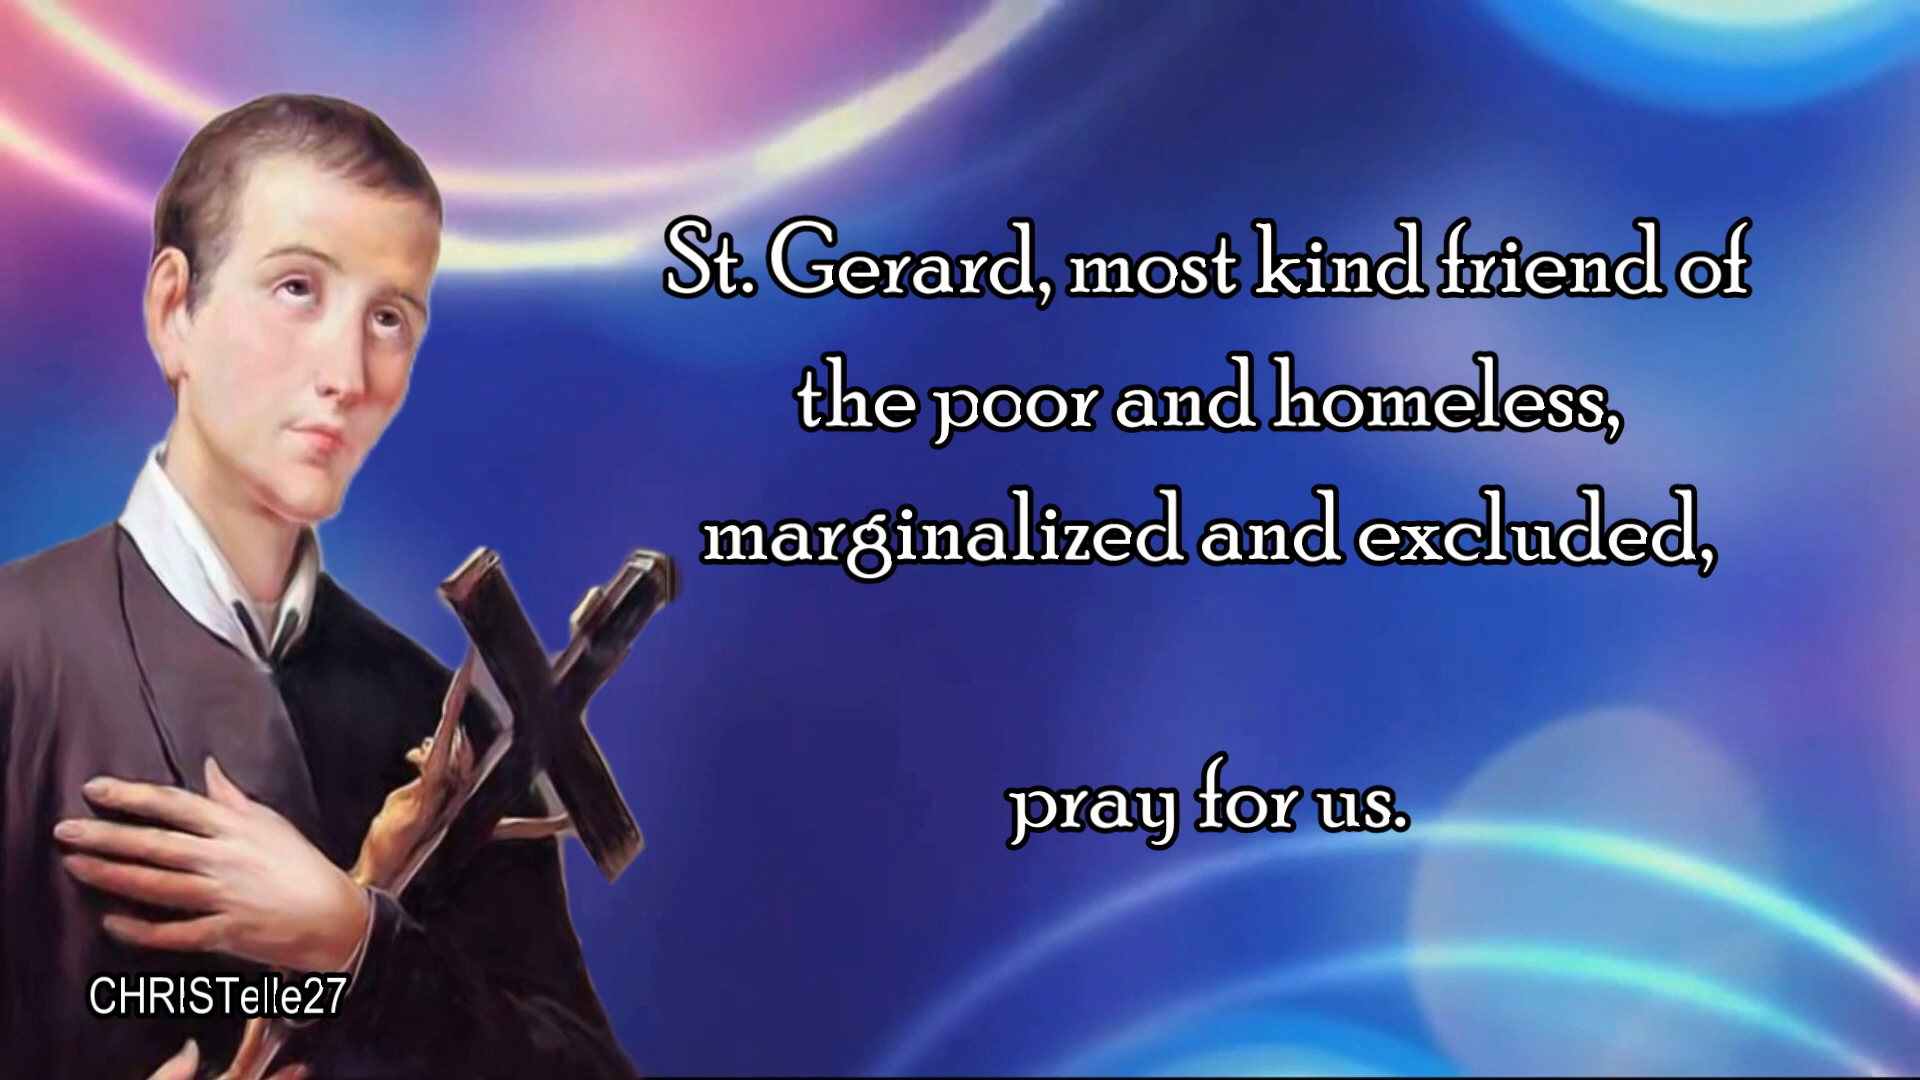 St. Gerard, most kind friend of
the poor and homeless,
marginalized and excluded,
pray for us.
CHRISTelle27